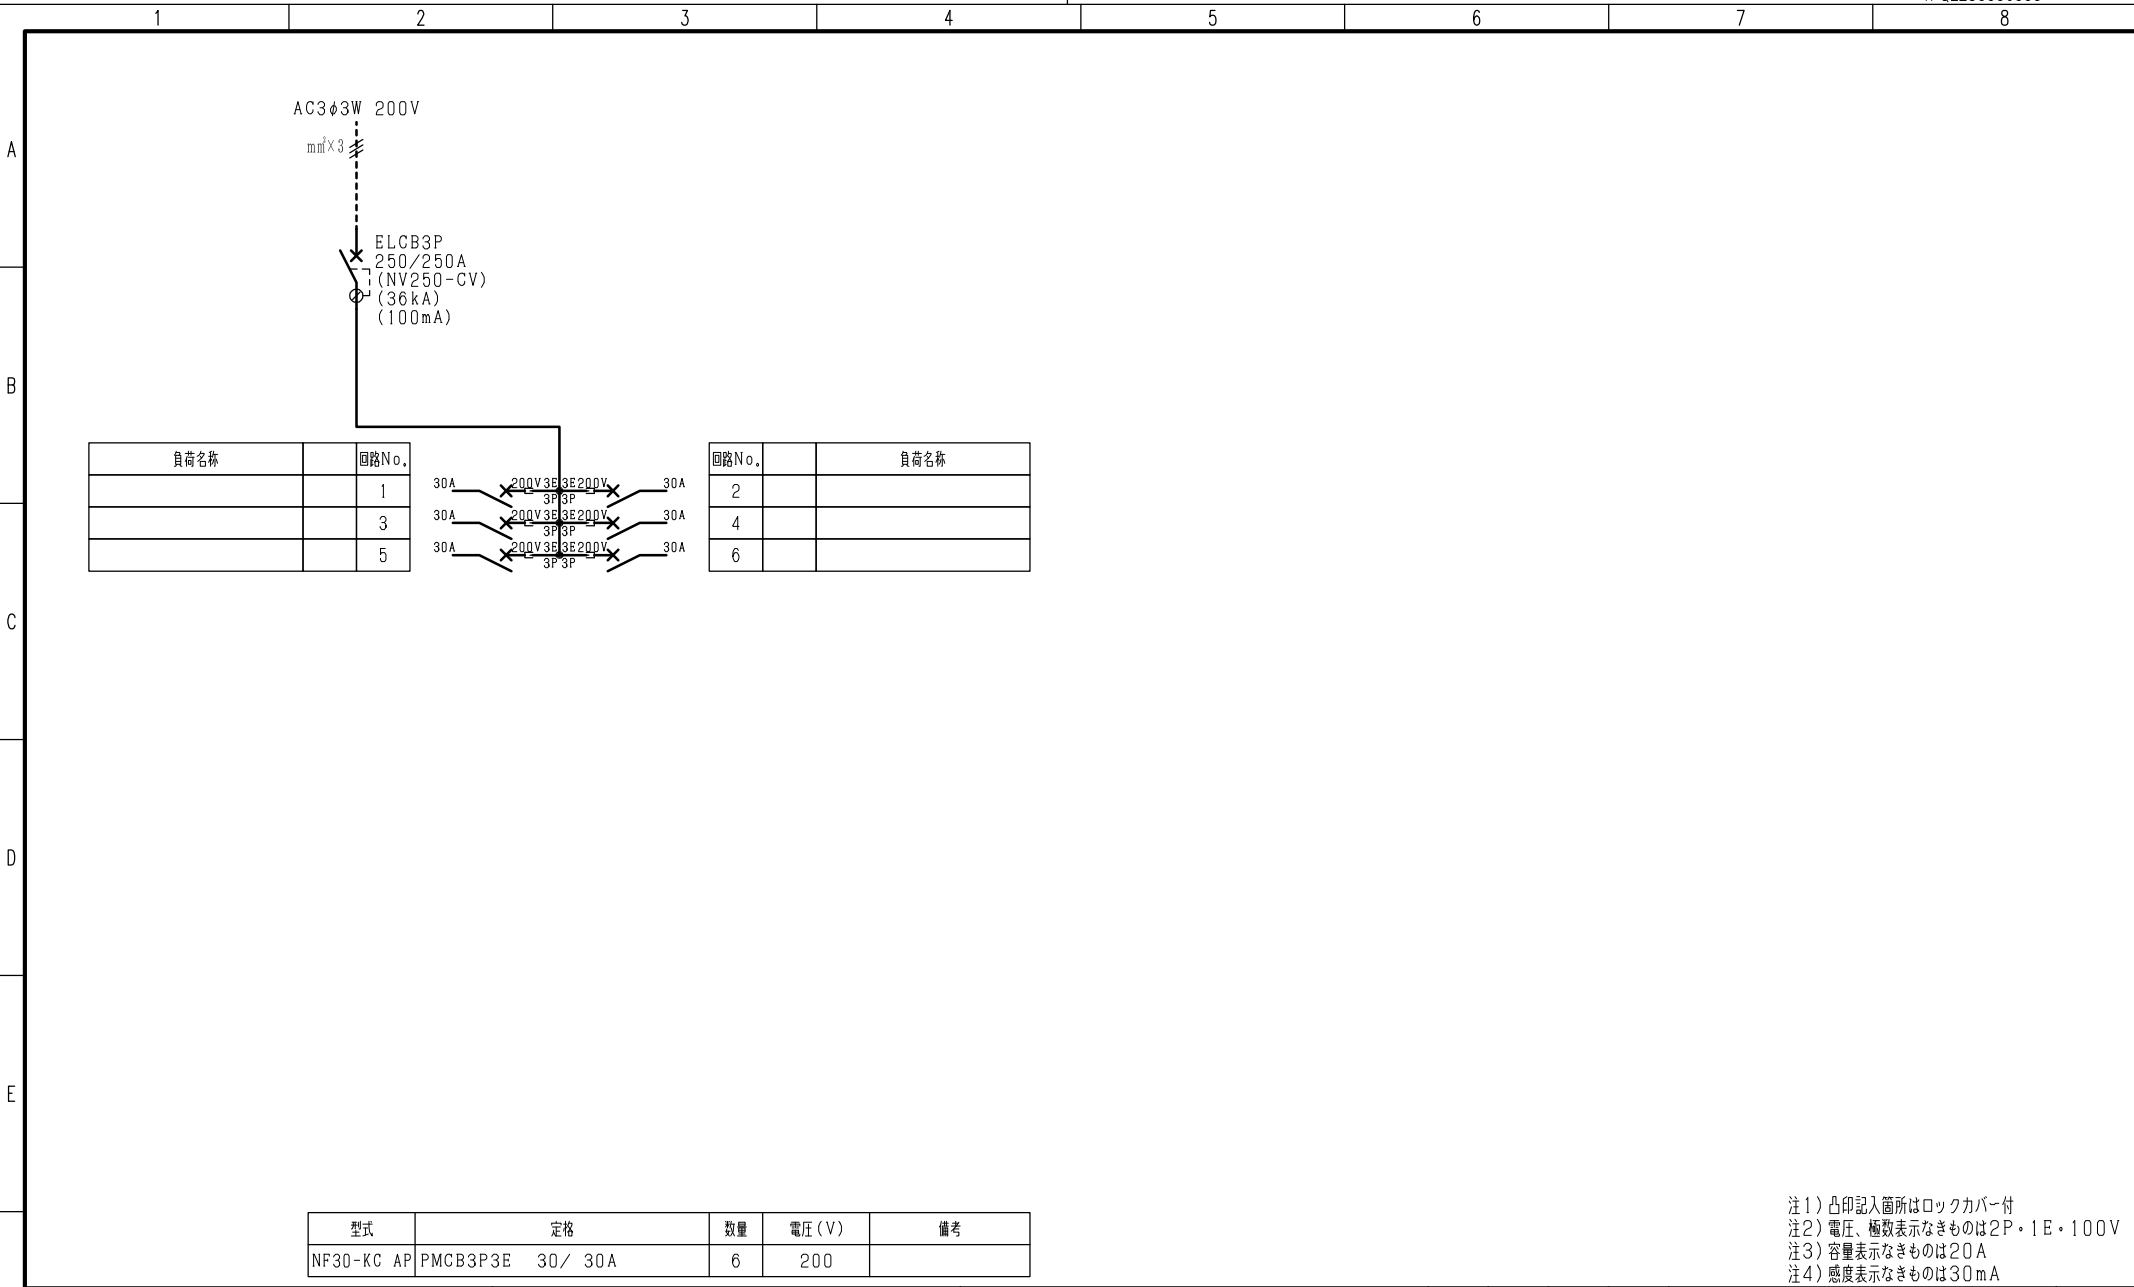 1 2 3 4 5 6 7 8
A
AC3φ3W 200V
mm²×3
ELCB3P
250/250A
(NV250-CV)
(36kA)
(100mA)
B
負荷名称 回路No. 回路No. 負荷名称
1 30A 200V 3E 3E 200V 30A 2
3P 3P
3 30A 200V 3E 3E 200V 30A 4
3P 3P
5 30A 200V 3E 3E 200V 30A 6
3P 3P
C
D
E
型式 定格 数量 電圧(V) 備考
NF30-KC AP PMCB3P3E 30/ 30A 6 200
注1)凸印記入箇所はロックカバー付
注2)電圧、極数表示なきものは2P・1E・100V
注3)容量表示なきものは20A
注4)感度表示なきものは30mA